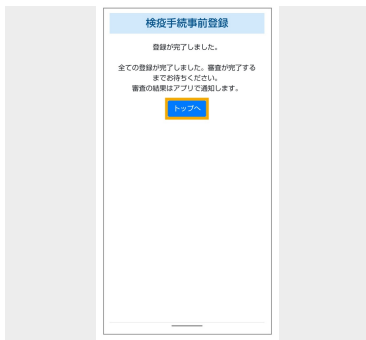 検疫手続事前登録
登録が完了しました。
全ての登録が完了しました。審査が完了する
までお待ちください。
審査の結果はアプリで通知します。
トップへ